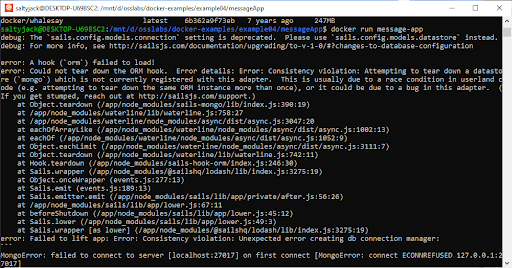 saltyjack@DESKTOP-U69BSC2: /mnt/d/osslabs/docker-examples/example04/messageApp
docker/whalesay latest 6b362a9f73eb 7 years ago 247MB
saltyjack@DESKTOP-U69BSC2:/mnt/d/osslabs/docker-examples/example04/messageApp$ docker run message-app
debug: The `sails.config.connections` setting is deprecated.  Please use `sails.config.models.datastore` instead.
debug: For more info, see http://sailsjs.com/documentation/upgrading/to-v-1-0/#?changes-to-database-configuration
error: A hook (`orm`) failed to load!
error: Could not tear down the ORM hook.  Error details: Error: Consistency violation: Attempting to tear down a datasto
re (`mongo`) which is not currently registered with this adapter.  This is usually due to a race condition in userland c
ode (e.g. attempting to tear down the same ORM instance more than once), or it could be due to a bug in this adapter.  (
If you get stumped, reach out at http://sailsjs.com/support.)
at Object.teardown (/app/node_modules/sails-mongo/lib/index.js:390:19)
at /app/node_modules/waterline/lib/waterline.js:758:27
at /app/node_modules/waterline/node_modules/async/dist/async.js:3047:20
at eachOfArrayLike (/app/node_modules/waterline/node_modules/async/dist/async.js:1002:13)
at eachOf (/app/node_modules/waterline/node_modules/async/dist/async.js:1052:9)
at Object.eachLimit (/app/node_modules/waterline/node_modules/async/dist/async.js:3111:7)
at Object.teardown (/app/node_modules/waterline/lib/waterline.js:742:11)
at Hook.teardown (/app/node_modules/sails-hook-orm/index.js:246:30)
at Sails.wrapper (/app/node_modules/@sailshq/lodash/lib/index.js:3275:19)
at Object.onceWrapper (events.js:277:13)
at Sails.emit (events.js:189:13)
at Sails.emitter.emit (/app/node_modules/sails/lib/app/private/after.js:56:26)
at /app/node_modules/sails/lib/app/lower.js:67:11
at beforeShutdown (/app/node_modules/sails/lib/app/lower.js:45:12)
at Sails.lower (/app/node_modules/sails/lib/app/lower.js:49:3)
at Sails.wrapper [as lower] (/app/node_modules/@sailshq/lodash/lib/index.js:3275:19)
error: Failed to lift app: Error: Consistency violation: Unexpected error creating db connection manager:
```
MongoError: failed to connect to server [localhost:27017] on first connect [MongoError: connect ECONNREFUSED 127.0.0.1:2
7017]